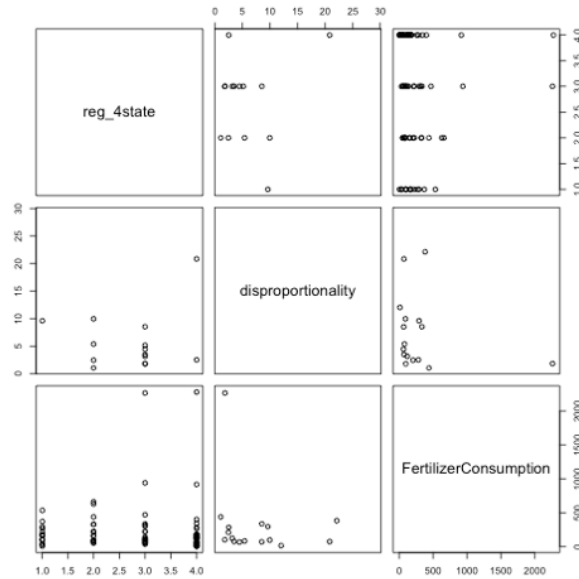 0 5 10 15 20 25 30
reg_4state
1.0 1.5 2.0 2.5 3.0 3.5 4.0
0 5 10 15 20 25 30
disproportionality
FertilizerConsumption
0 500 1000 1500 2000
1.0 1.5 2.0 2.5 3.0 3.5 4.0
0 500 1000 1500 2000